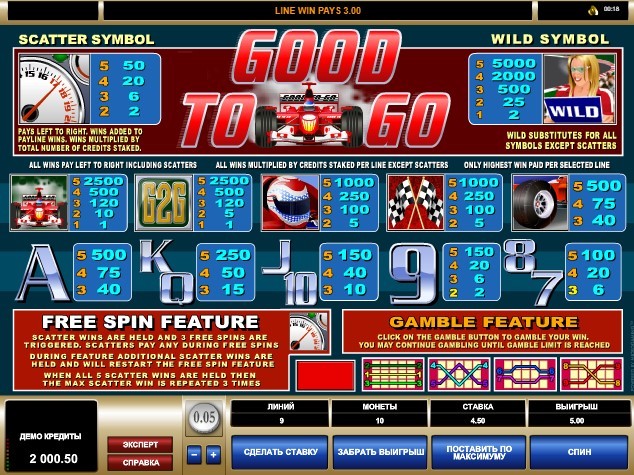 LINE WIN PAYS 3.00
00:16
SCATTER SYMBOL
5 50
4 20
3 6
2 2
PAYS LEFT TO RIGHT. WINS ADDED TO
PAYLINE WINS. WINS MULTIPLIED BY
TOTAL NUMBER OF CREDITS STAKED.
GOOD
TO GO
WILD SYMBOL
5 5000
4 2000
3 500
2 25
1 2
WILD
WILD SUBSTITUTES FOR ALL
SYMBOLS EXCEPT SCATTERS
ALL WINS PAY LEFT TO RIGHT INCLUDING SCATTERS
ALL WINS MULTIPLIED BY CREDITS STAKED PER LINE EXCEPT SCATTERS
ONLY HIGHEST WIN PAID PER SELECTED LINE
5 2500
4 500
3 120
2 10
1 1
G2G
5 2500
4 500
3 120
2 5
1 1
5 1000
4 250
3 100
2 5
5 1000
4 250
3 100
2 5
5 500
4 75
3 40
A
5 500
4 75
3 40
K
Q
5 250
4 50
3 15
J
10
5 150
4 40
3 10
9
5 150
4 20
3 6
2 2
8
7
5 100
4 20
3 6
FREE SPIN FEATURE
SCATTER WINS ARE HELD AND 3 FREE SPINS ARE
TRIGGERED. SCATTERS PAY ANY DURING FREE SPINS
DURING FEATURE ADDITIONAL SCATTER WINS ARE
HELD AND WILL RESTART THE FREE SPIN FEATURE
WHEN ALL 5 SCATTER WINS ARE HELD THEN
THE MAX SCATTER WIN IS REPEATED 3 TIMES
GAMBLE FEATURE
CLICK ON THE GAMBLE BUTTON TO GAMBLE YOUR WIN.
YOU MAY CONTINUE GAMBLING UNTIL GAMBLE LIMIT IS REACHED
ДЕМО КРЕДИТЫ
2 000.50
ЭКСПЕРТ
СПРАВКА
0.05
− +
ЛИНИЙ
9
МОНЕТЫ
10
СТАВКА
4.50
ВЫИГРЫШ
5.00
СДЕЛАТЬ СТАВКУ
ЗАБРАТЬ ВЫИГРЫШ
ПОСТАВИТЬ ПО
МАКСИМУМУ
СПИН